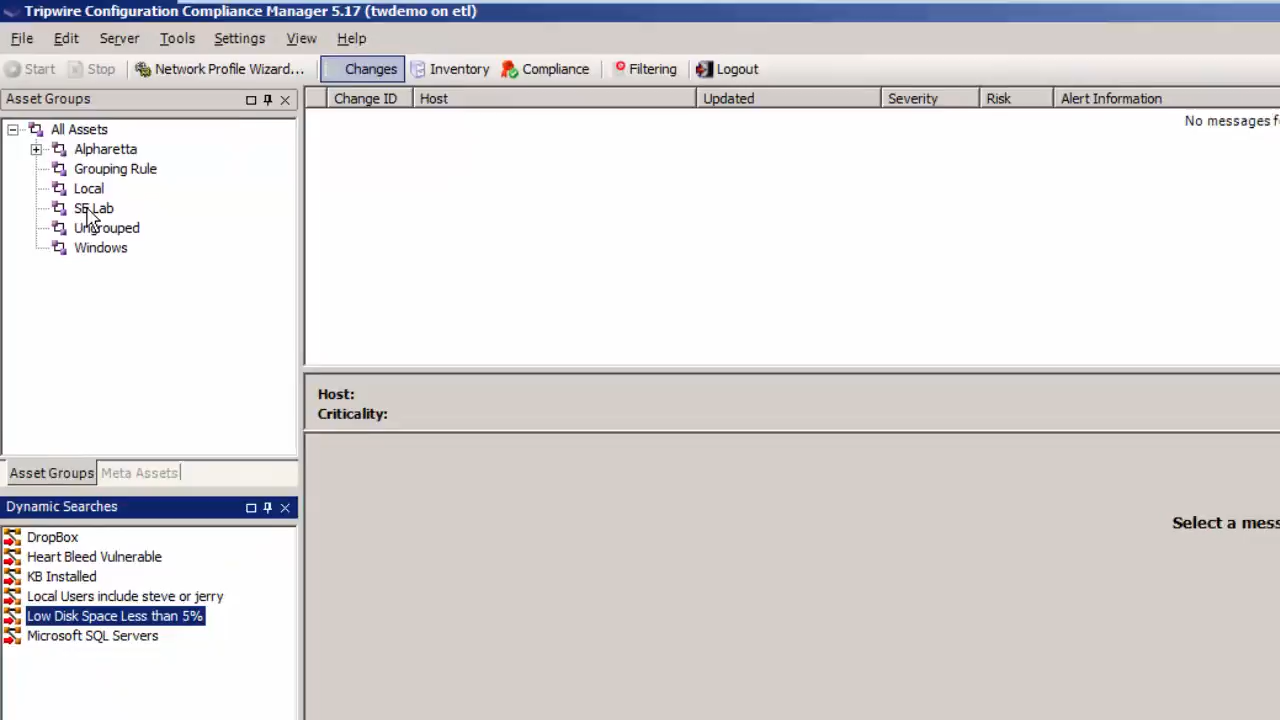 Tripwire Configuration Compliance Manager 5.17 (twdemo on etl)
File Edit Server Tools Settings View Help
Start Stop Network Profile Wizard... Changes Inventory Compliance Filtering Logout
Asset Groups
Change ID Host Updated Severity Risk Alert Information
No messages
All Assets
Alpharetta
Grouping Rule
Local
SE Lab
Ungrouped
Windows
Host:
Criticality:
Asset Groups Meta Assets
Dynamic Searches
Select a
DropBox
Heart Bleed Vulnerable
KB Installed
Local Users include steve or jerry
Low Disk Space Less than 5%
Microsoft SQL Servers